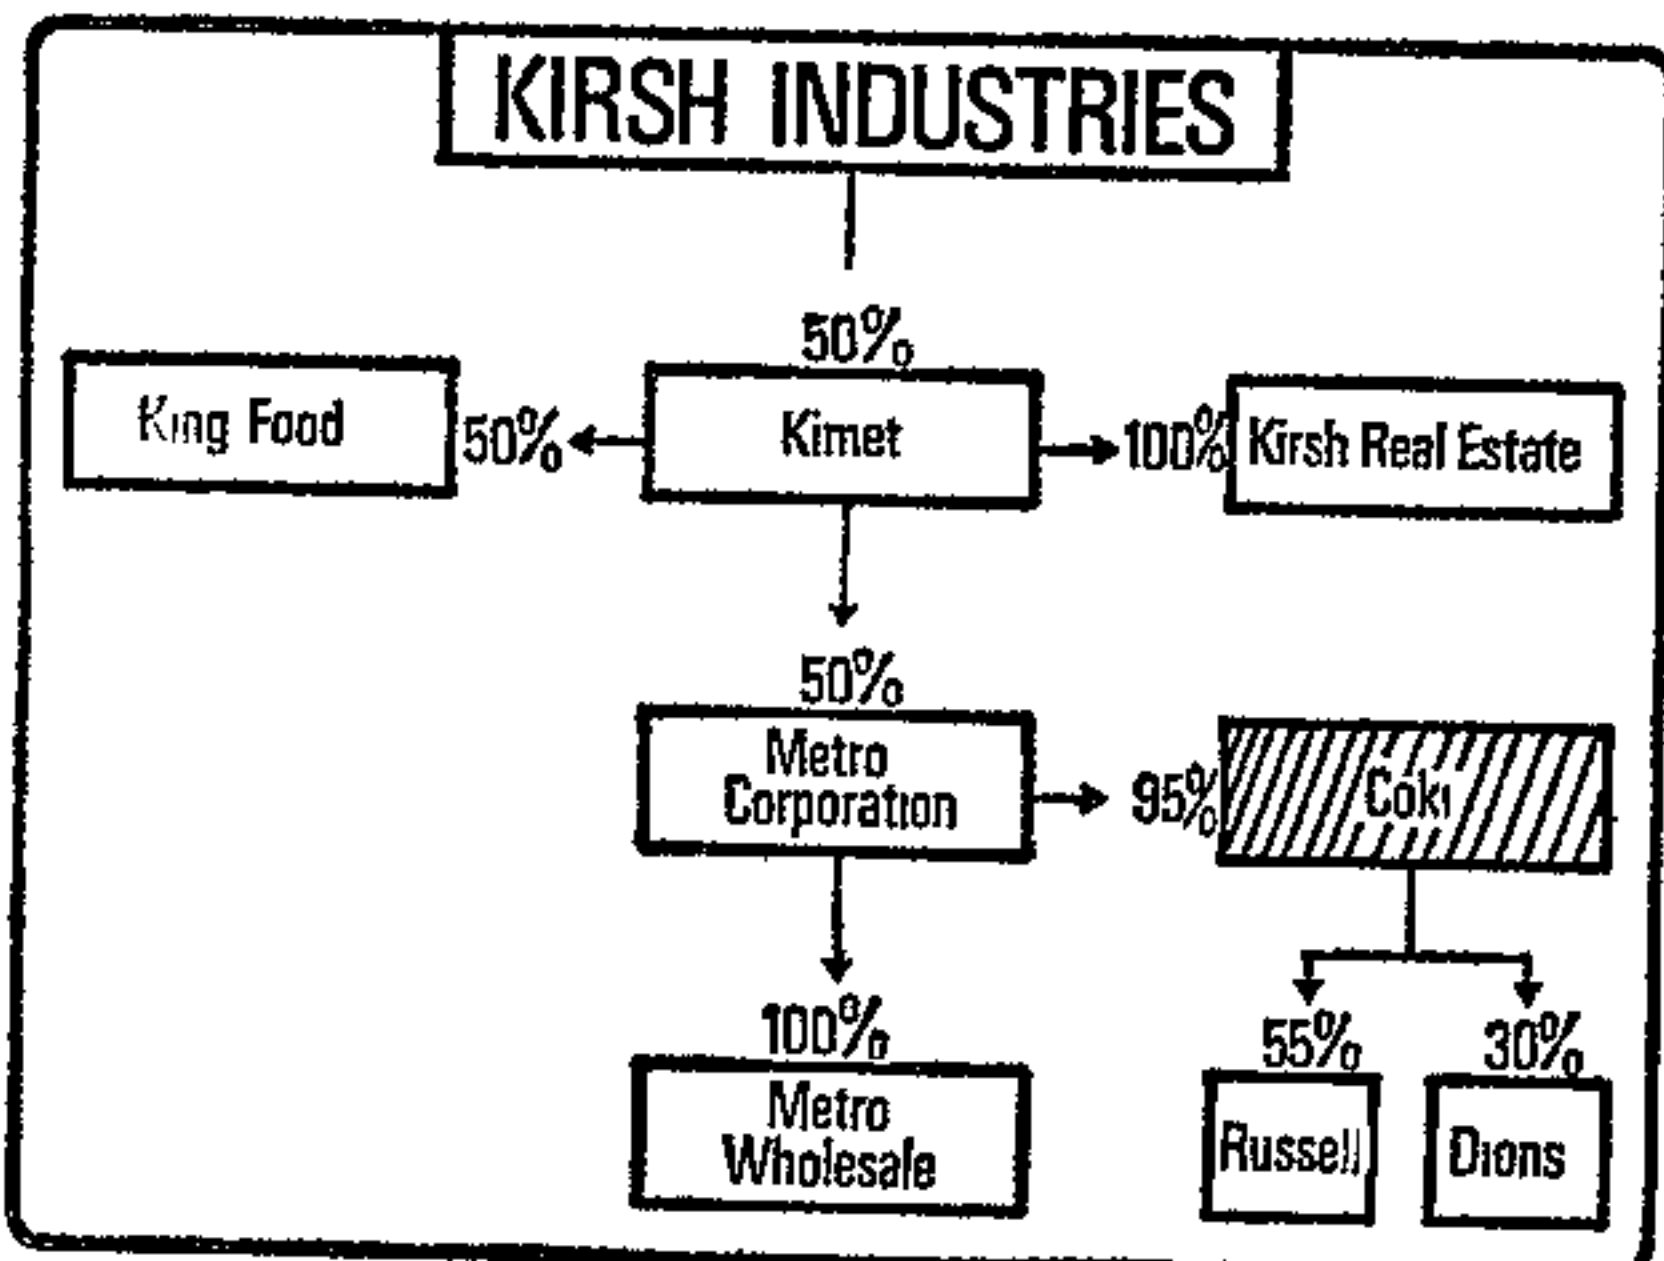 KIRSH INDUSTRIES
50%
King Food
50%
Kimet
100%
Kirsh Real Estate
50%
Metro
Corporation
95%
Coki
100%
Metro
Wholesale
55%
Russell
30%
Dions